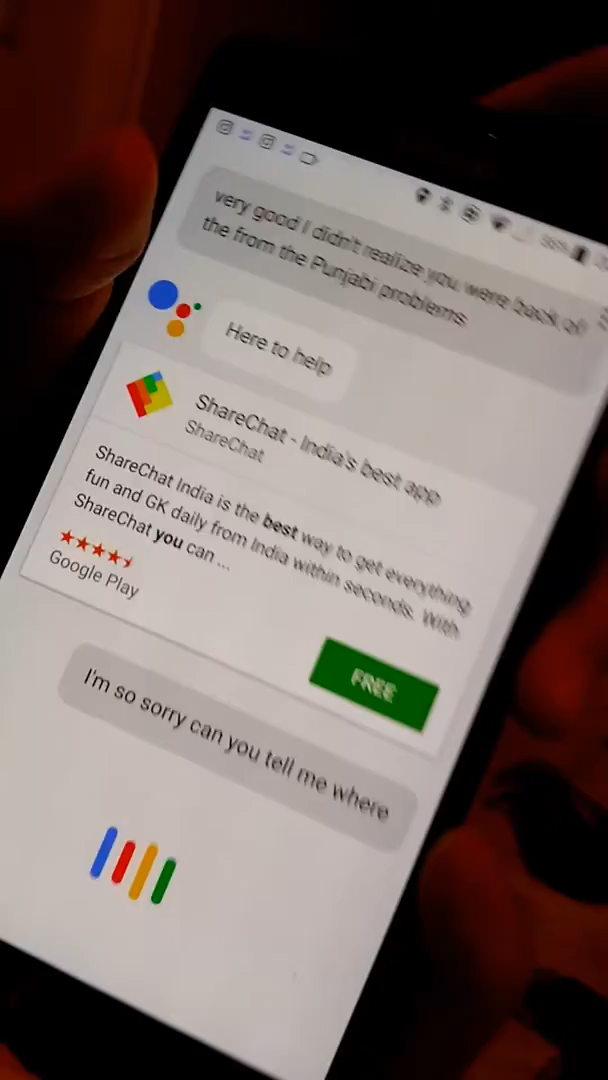 very good I didn't realize you were back of
the from the Punjabi problems
Here to help
ShareChat - India's best app
ShareChat
ShareChat India is the best way to get everything
fun and GK daily from India within seconds. With
ShareChat you can ...
Google Play
FREE
I'm so sorry can you tell me where